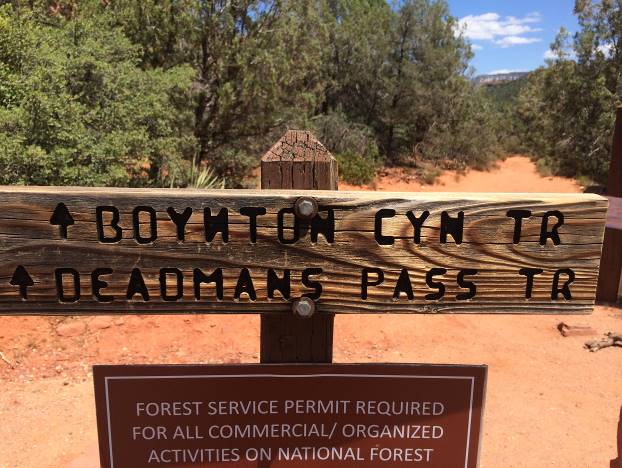 ↑ BOYNTON CYN TR
↑ DEADMANS PASS TR
FOREST SERVICE PERMIT REQUIRED
FOR ALL COMMERCIAL/ ORGANIZED
ACTIVITIES ON NATIONAL FOREST